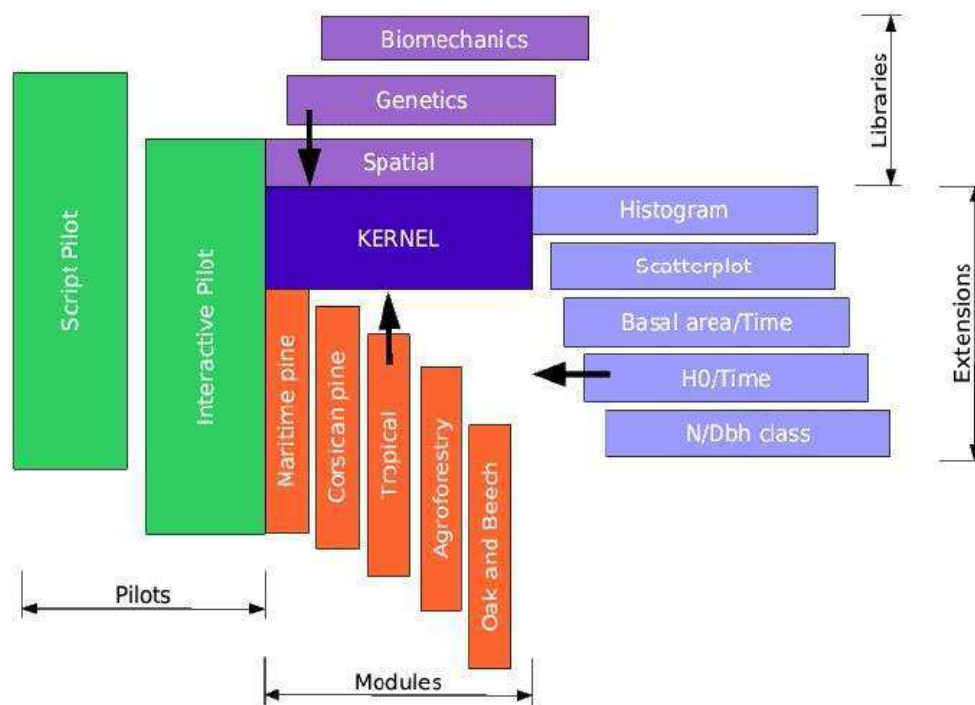 Biomechanics
Genetics
Spatial
KERNEL
Script Pilot
Interactive Pilot
Libraries
Histogram
Scatterplot
Basal area/Time
H0/Time
N/Dbh class
Extensions
Maritime pine
Corsican pine
Tropical
Agroforestry
Oak and Beech
Pilots
Modules